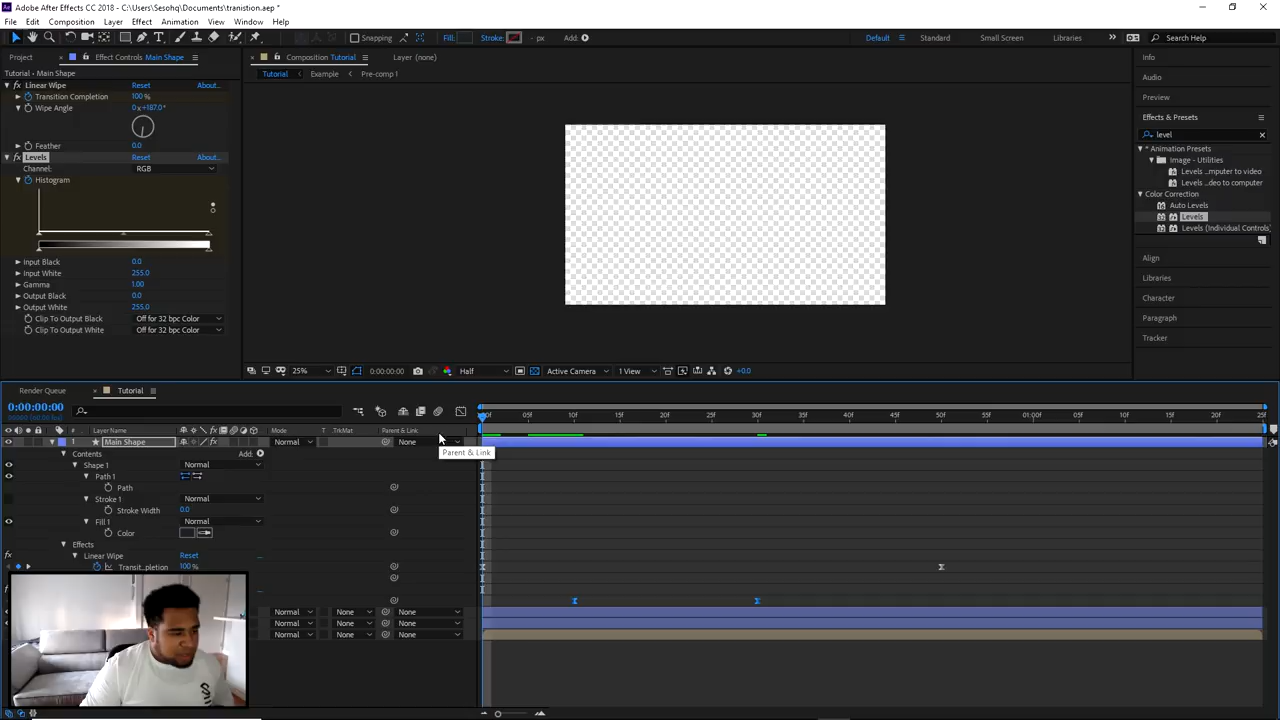 Adobe After Effects CC 2018 - C:\Users\Sesohq\Documents\tranistion.aep *
File Edit Composition Layer Effect Animation View Window Help
Snapping Fill: Stroke: - px Add: Default Standard Small Screen Libraries Search Help
Project Effect Controls Main Shape Composition Tutorial Layer (none) Info
Tutorial • Main Shape Tutorial Example Pre-comp 1 Audio
Linear Wipe Reset About...
Transition Completion 100 % Preview
Wipe Angle 0x+187.0° Effects & Presets
level
Feather 0.0 * Animation Presets
Levels Reset About... Image - Utilities
Channel: RGB Levels ...mputer to video
Histogram Levels ...deo to computer
Color Correction
Auto Levels
Levels
Levels (Individual Controls)
Input Black 0.0 Align
Input White 255.0
Gamma 1.00 Libraries
Output Black 0.0 Character
Output White 255.0
Clip To Output Black Off for 32 bpc Color Paragraph
Clip To Output White Off for 32 bpc Color Tutorial
25% 0:00:00:00 Half Active Camera 1 View +0.0
Render Queue Tutorial
0:00:00:00
05f 10f 15f 20f 25f 01:00f 05f 10f 15f 20f 55f
# Layer Name Mode T TrkMat Parent & Link
1 Main Shape Normal None
Parent & Link
Contents Add:
Shape 1 Normal
Path 1
Path
Stroke 1 Normal
Stroke Width 0.0
Fill 1 Normal
Color
Effects
Linear Wipe Reset
Transit...pletion 100 %
Normal None None
Normal None None
Normal None None